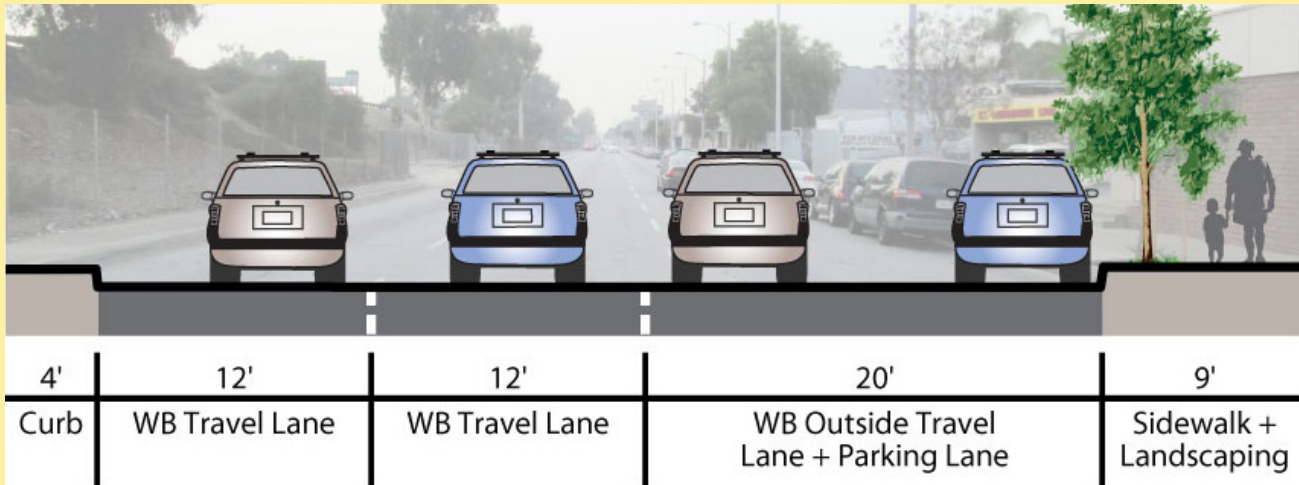 4' 12' 12' 20' 9'
Curb WB Travel Lane WB Travel Lane WB Outside Travel Sidewalk +
Lane + Parking Lane Landscaping